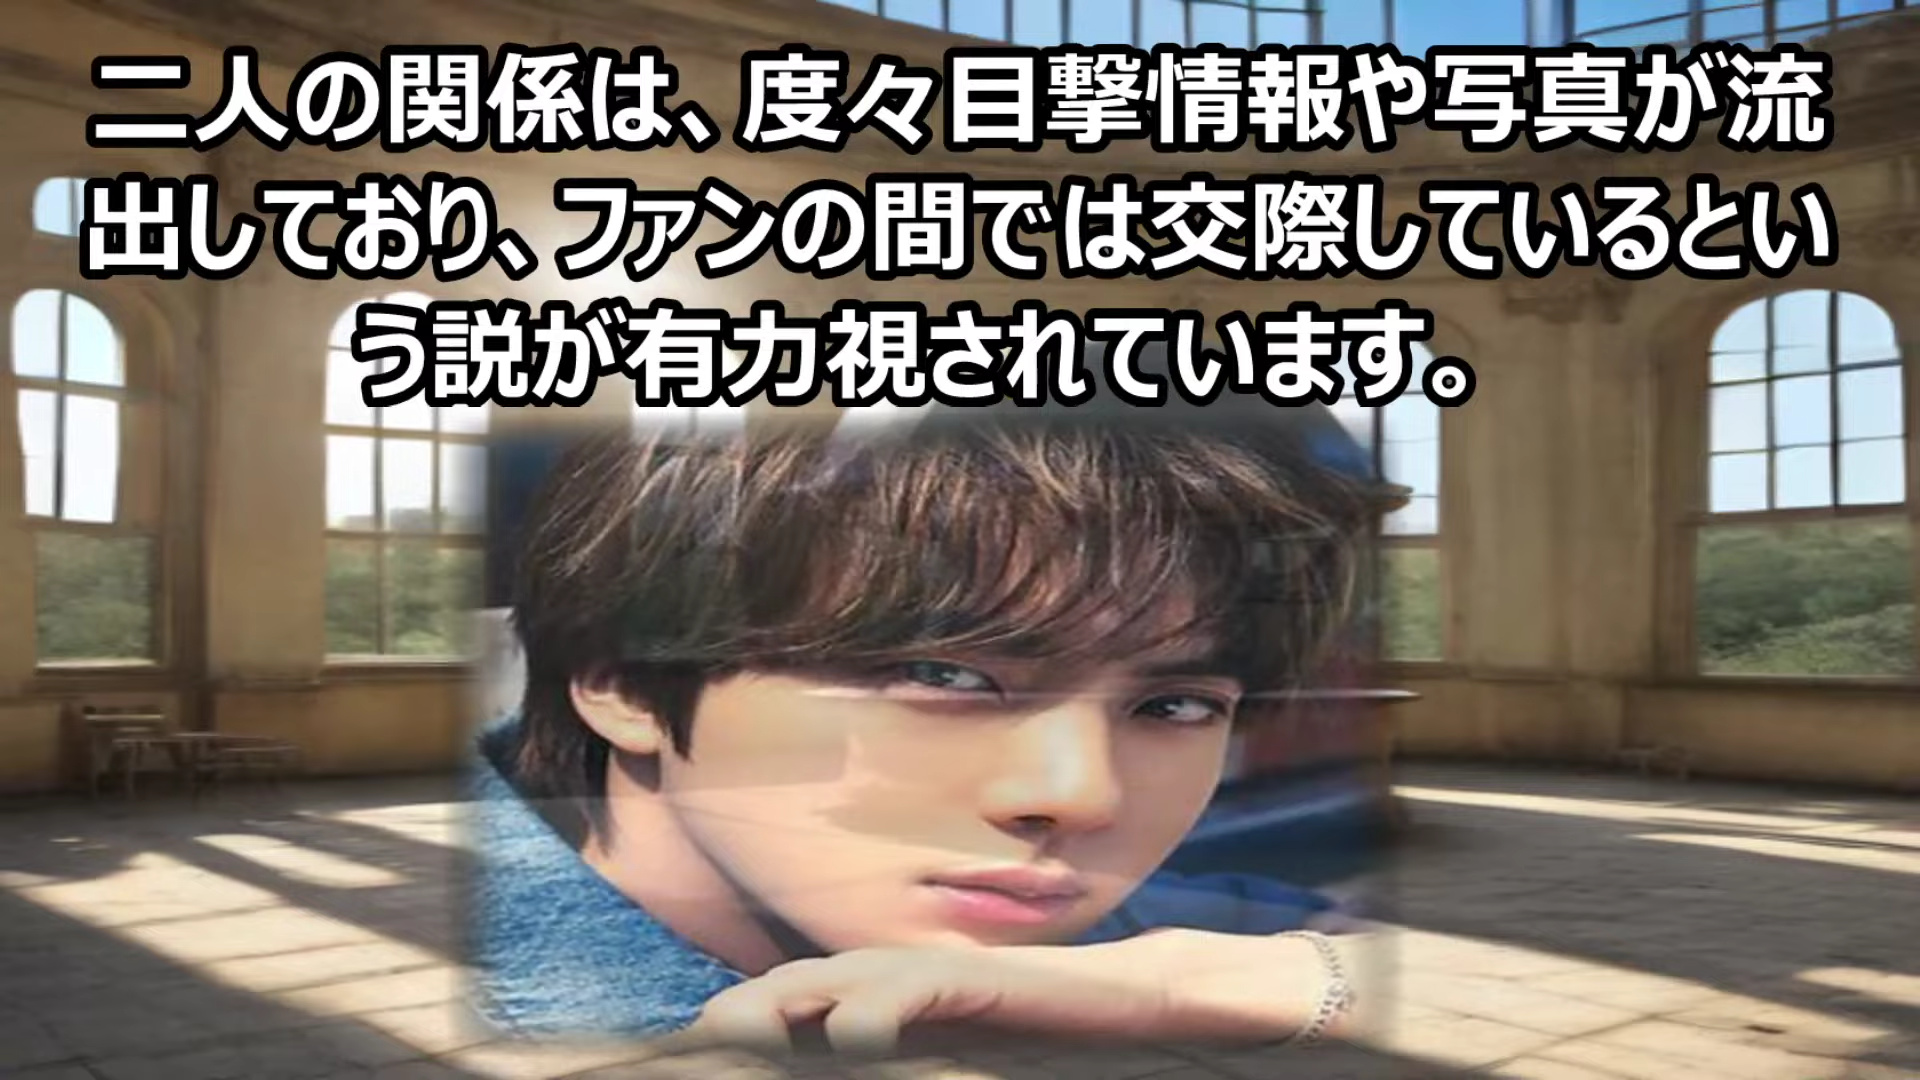 二人の関係は、度々目撃情報や写真が流
出しており、ファンの間では交際しているとい
う説が有力視されています。